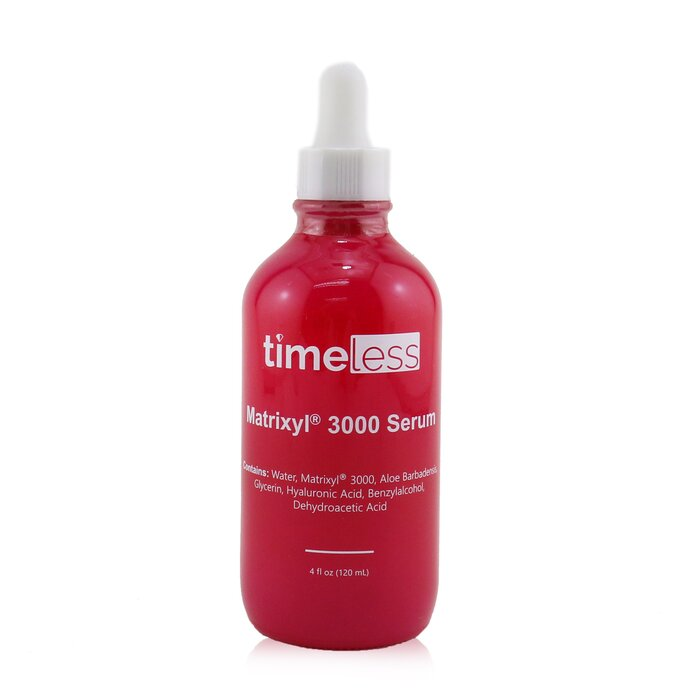 timeless
Matrixyl® 3000 Serum
Contains: Water, Matrixyl® 3000, Aloe Barbadensis,
Glycerin, Hyaluronic Acid, Benzylalcohol,
Dehydroacetic Acid
4 fl oz (120 mL)